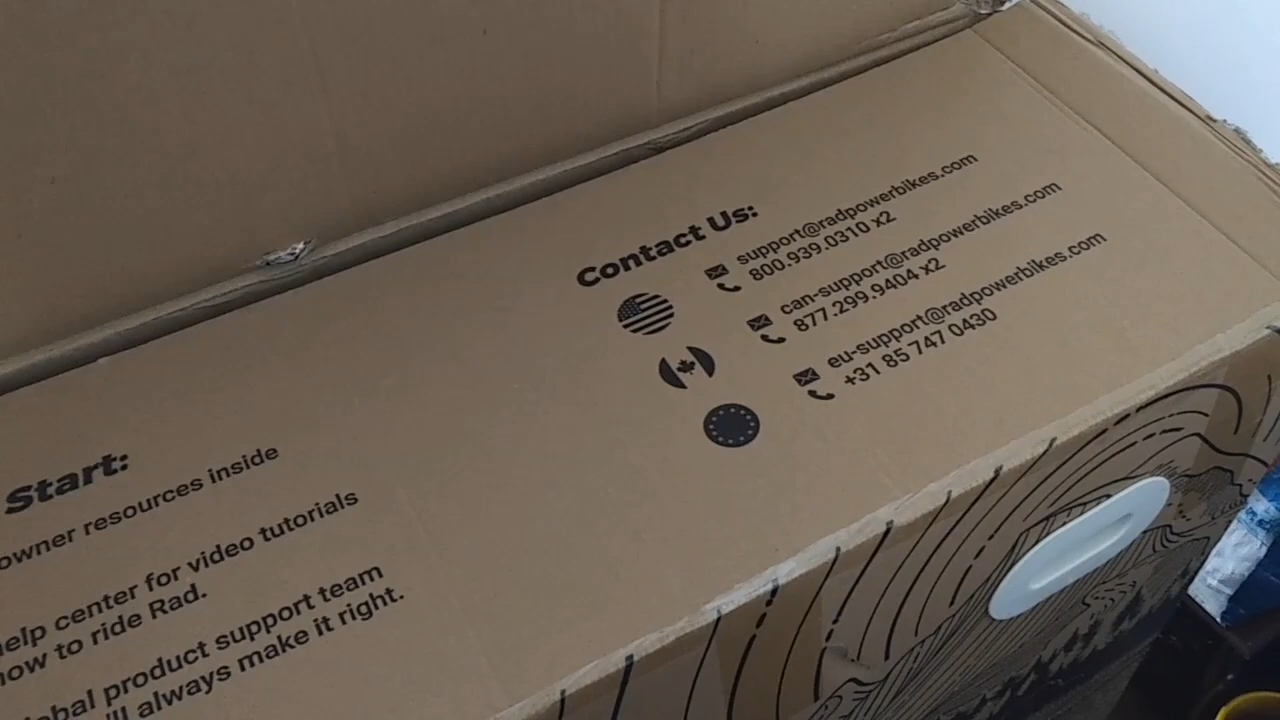 Start:
owner resources inside
help center for video tutorials
how to ride Rad.
product support team
always make it right.
Contact Us:
support@radpowerbikes.com
800.939.0310 x2
can-support@radpowerbikes.com
877.299.9404 x2
eu-support@radpowerbikes.com
+31 85 747 0430